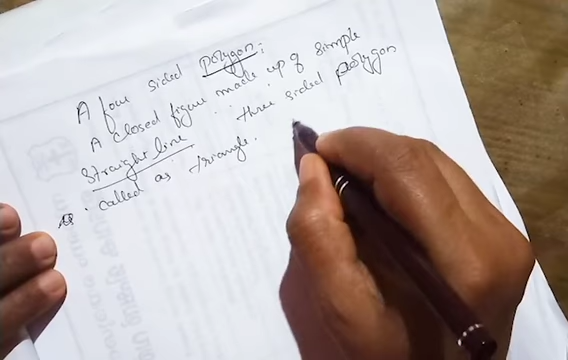 A four sided polygon:
A closed figure made up of simple
straight line three sided polygon
called as triangle.